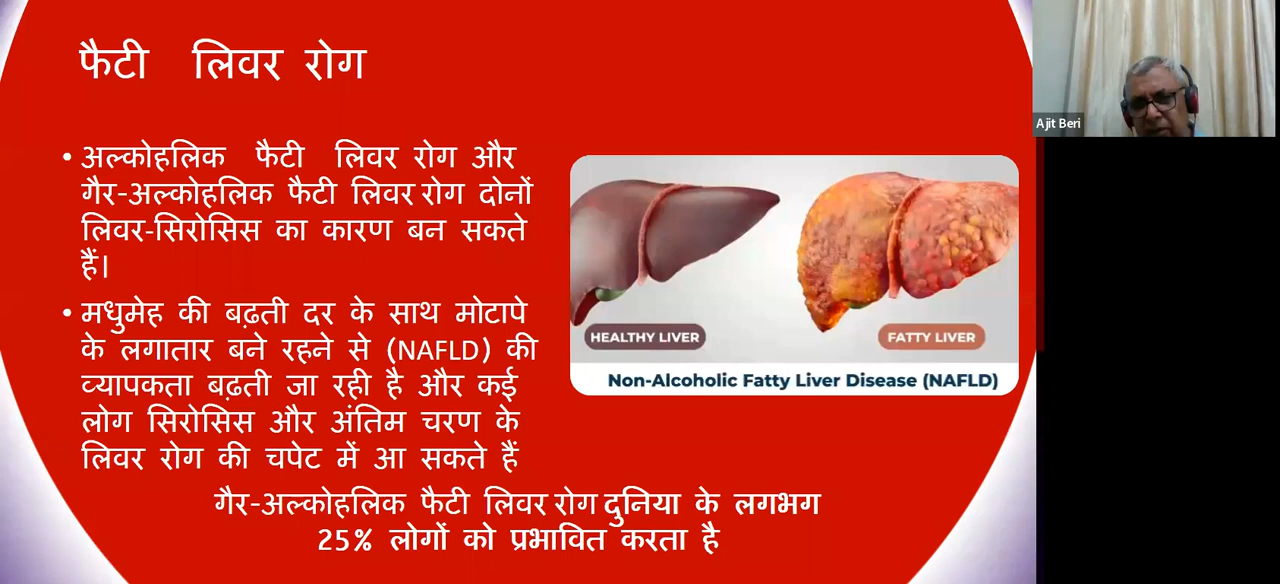 फैटी लिवर रोग
• अल्कोहलिक फैटी लिवर रोग और
गैर-अल्कोहलिक फैटी लिवर रोग दोनों
लिवर-सिरोसिस का कारण बन सकते
हैं।
• मधुमेह की बढ़ती दर के साथ मोटापे
के लगातार बने रहने से (NAFLD) की
व्यापकता बढ़ती जा रही है और कई
लोग सिरोसिस और अंतिम चरण के
लिवर रोग की चपेट में आ सकते हैं
गैर-अल्कोहलिक फैटी लिवर रोग दुनिया के लगभग
25% लोगों को प्रभावित करता है
HEALTHY LIVER
FATTY LIVER
Non-Alcoholic Fatty Liver Disease (NAFLD)
Ajit Beri